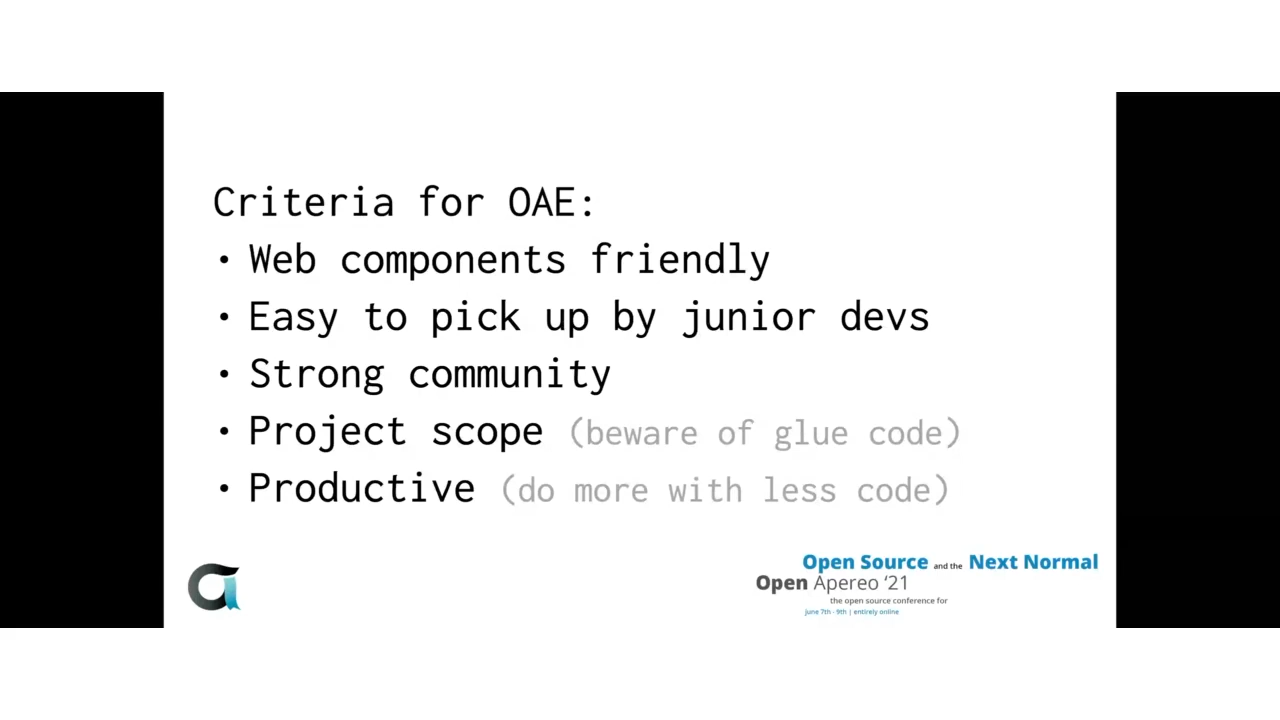 Criteria for OAE:
• Web components friendly
• Easy to pick up by junior devs
• Strong community
• Project scope (beware of glue code)
• Productive (do more with less code)
Open Source and the Next Normal
Open Apereo ‘21
the open source conference for
June 7th - 9th | entirely online